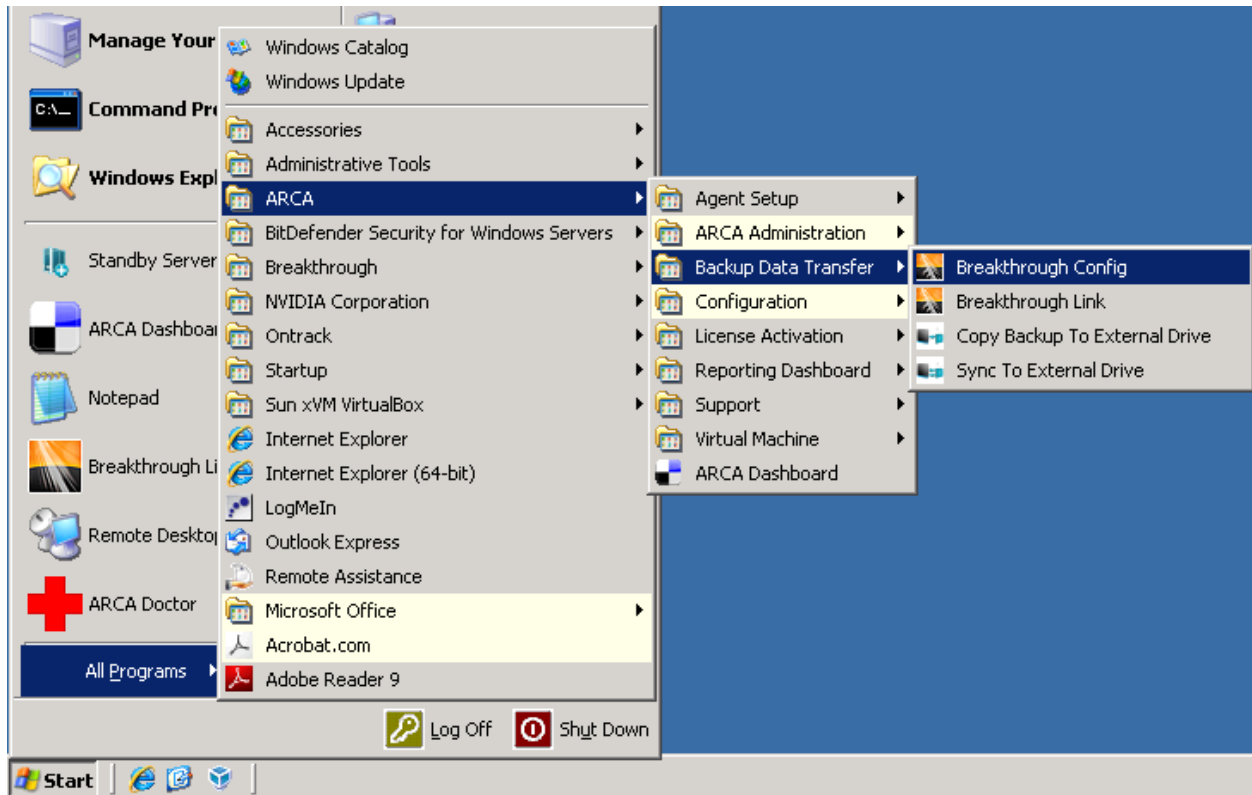 Manage Your
Command Pro
Windows Expl
Standby Server
ARCA Dashboar
Notepad
Breakthrough Li
Remote Desktop
ARCA Doctor
All Programs
Windows Catalog
Windows Update
Accessories
Administrative Tools
ARCA
BitDefender Security for Windows Servers
Breakthrough
NVIDIA Corporation
Ontrack
Startup
Sun xVM VirtualBox
Internet Explorer
Internet Explorer (64-bit)
LogMeIn
Outlook Express
Remote Assistance
Microsoft Office
Acrobat.com
Adobe Reader 9
Agent Setup
ARCA Administration
Backup Data Transfer
Configuration
License Activation
Reporting Dashboard
Support
Virtual Machine
ARCA Dashboard
Breakthrough Config
Breakthrough Link
Copy Backup To External Drive
Sync To External Drive
Log Off
Shut Down
Start